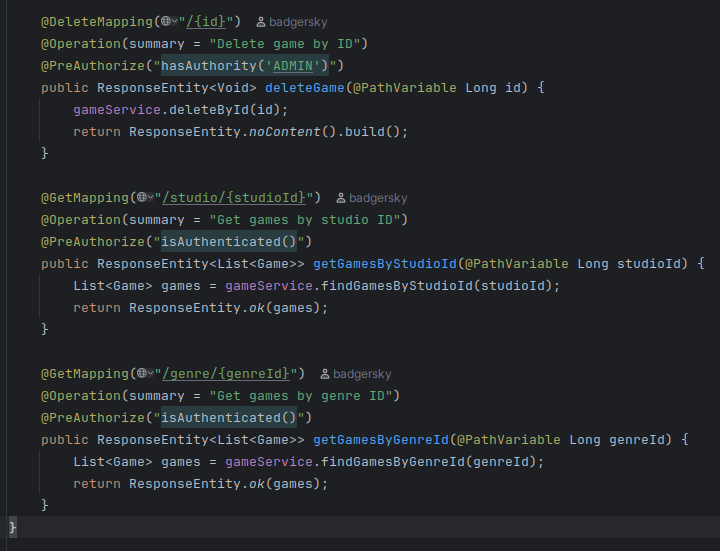 @DeleteMapping("/{id}") badgersky
@Operation(summary = "Delete game by ID")
@PreAuthorize("hasAuthority('ADMIN')")
public ResponseEntity<Void> deleteGame(@PathVariable Long id) {
gameService.deleteById(id);
return ResponseEntity.noContent().build();
}
@GetMapping("/studio/{studioId}") badgersky
@Operation(summary = "Get games by studio ID")
@PreAuthorize("isAuthenticated()")
public ResponseEntity<List<Game>> getGamesByStudioId(@PathVariable Long studioId) {
List<Game> games = gameService.findGamesByStudioId(studioId);
return ResponseEntity.ok(games);
}
@GetMapping("/genre/{genreId}") badgersky
@Operation(summary = "Get games by genre ID")
@PreAuthorize("isAuthenticated()")
public ResponseEntity<List<Game>> getGamesByGenreId(@PathVariable Long genreId) {
List<Game> games = gameService.findGamesByGenreId(genreId);
return ResponseEntity.ok(games);
}
}